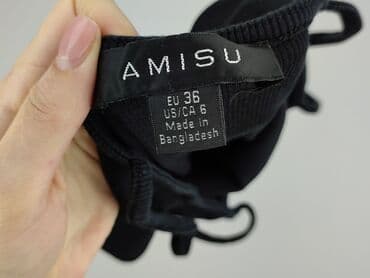 AMISU
EU 36
US/CA 6
Made in
Bangladesh